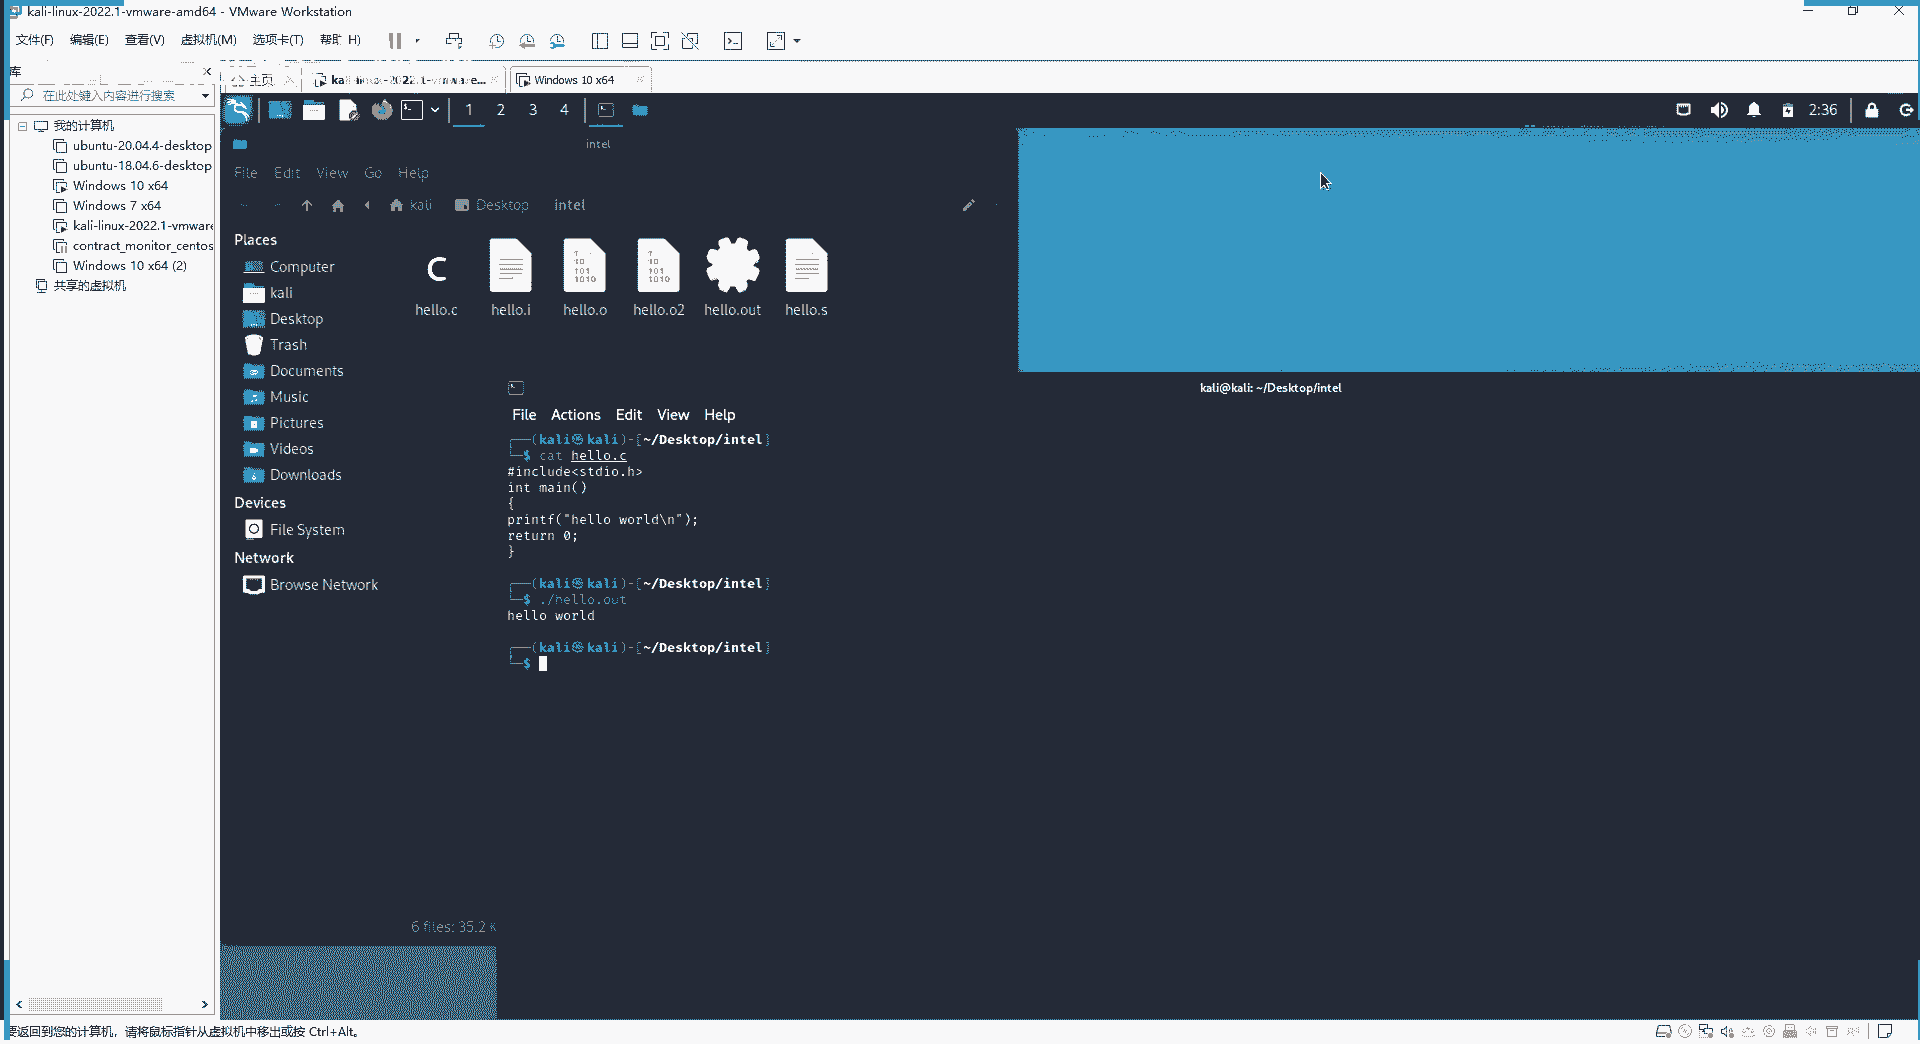 kali-linux-2022.1-vmware-amd64 - VMware Workstation
文件(F) 编辑(E) 查看(V) 虚拟机(M) 选项卡(T) 帮助 H)
库
主页
Windows 10 x64
在此处键入内容进行搜索
1 2 3 4
2:36
我的计算机
ubuntu-20.04.4-desktop
ubuntu-18.04.6-desktop
Windows 10 x64
Windows 7 x64
kali-linux-2022.1-vmware
contract_monitor_centos
Windows 10 x64 (2)
共享的虚拟机
intel
File Edit View Go Help
kali Desktop intel
Places
Computer
kali
Desktop
Trash
Documents
Music
Pictures
Videos
Downloads
Devices
File System
Network
Browse Network
hello.c hello.i hello.o hello.o2 hello.out hello.s
6 files: 35.2 K
kali@kali: ~/Desktop/intel
File Actions Edit View Help
┌──(kali㉿kali)-[~/Desktop/intel]
└─$ cat hello.c
#include<stdio.h>
int main()
{
printf("hello world\n");
return 0;
}
┌──(kali㉿kali)-[~/Desktop/intel]
└─$ ./hello.out
hello world
┌──(kali㉿kali)-[~/Desktop/intel]
└─$
要返回到您的计算机，请将鼠标指针从虚拟机中移出或按 Ctrl+Alt。